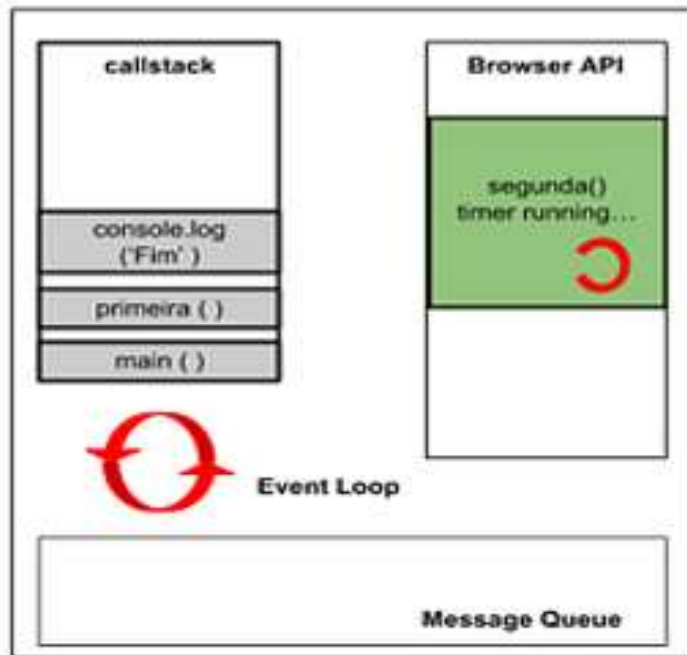 callstack
console.log
('Fim' )
primeira ( )
main ( )
Browser API
segunda()
timer running...
Event Loop
Message Queue